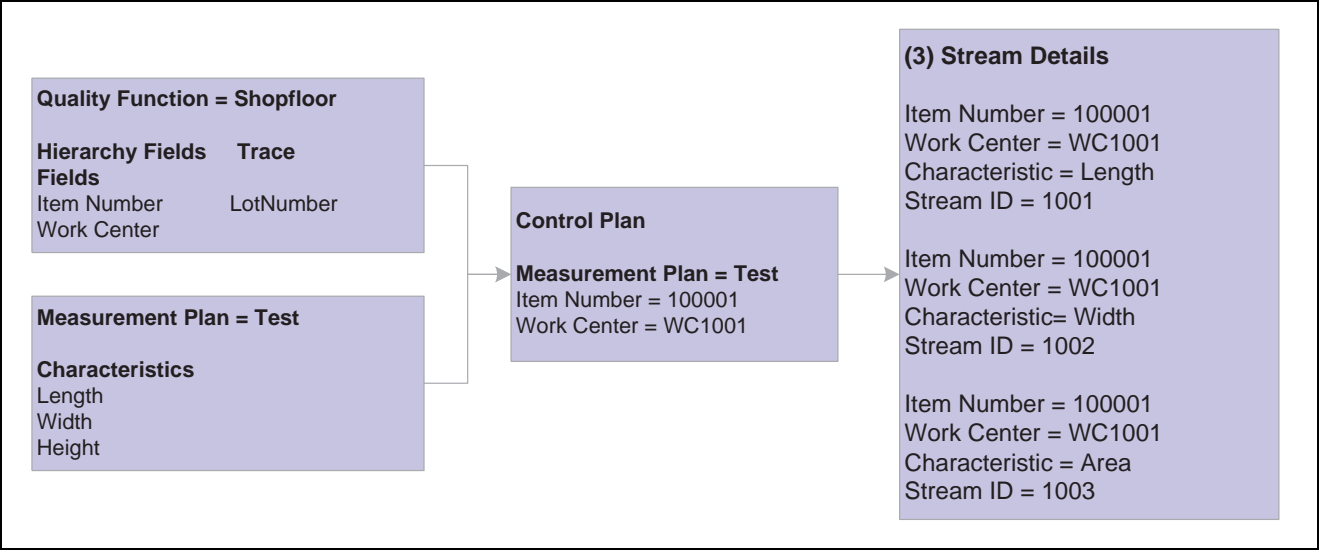 Quality Function = Shopfloor
Hierarchy Fields Trace
Fields
Item Number LotNumber
Work Center
Measurement Plan = Test
Characteristics
Length
Width
Height
Control Plan
Measurement Plan = Test
Item Number = 100001
Work Center = WC1001
(3) Stream Details
Item Number = 100001
Work Center = WC1001
Characteristic = Length
Stream ID = 1001
Item Number = 100001
Work Center = WC1001
Characteristic= Width
Stream ID = 1002
Item Number = 100001
Work Center = WC1001
Characteristic = Area
Stream ID = 1003